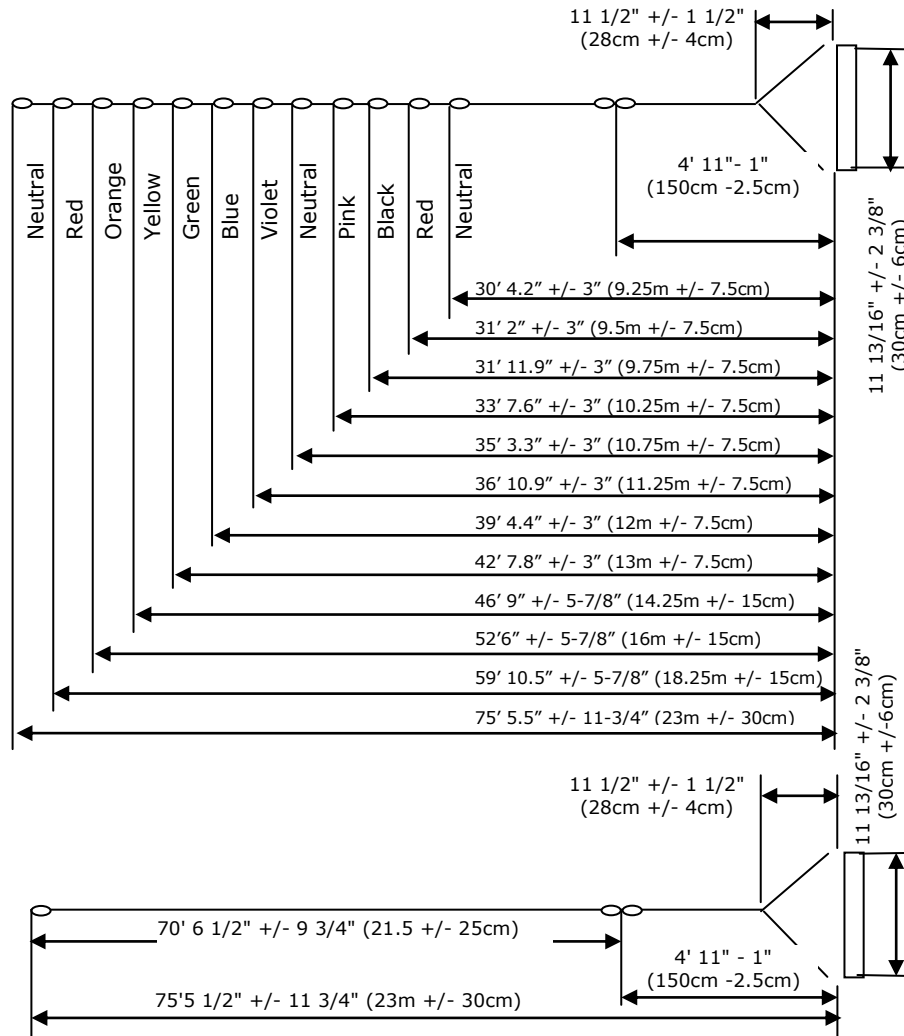 11 1/2" +/- 1 1/2"
(28cm +/- 4cm)
4' 11"- 1"
(150cm -2.5cm)
11 13/16" +/- 2 3/8"
(30cm +/- 6cm)
Neutral
Red
Orange
Yellow
Green
Blue
Violet
Neutral
Pink
Black
Red
Neutral
30’ 4.2” +/- 3” (9.25m +/- 7.5cm)
31’ 2” +/- 3” (9.5m +/- 7.5cm)
31’ 11.9” +/- 3” (9.75m +/- 7.5cm)
33’ 7.6” +/- 3” (10.25m +/- 7.5cm)
35’ 3.3” +/- 3” (10.75m +/- 7.5cm)
36’ 10.9” +/- 3” (11.25m +/- 7.5cm)
39’ 4.4” +/- 3” (12m +/- 7.5cm)
42’ 7.8” +/- 3” (13m +/- 7.5cm)
46’ 9” +/- 5-7/8” (14.25m +/- 15cm)
52’6” +/- 5-7/8” (16m +/- 15cm)
59’ 10.5” +/- 5-7/8” (18.25m +/- 15cm)
75’ 5.5” +/- 11-3/4” (23m +/- 30cm)
11 13/16" +/- 2 3/8"
(30cm +/-6cm)
11 1/2" +/- 1 1/2"
(28cm +/- 4cm)
70' 6 1/2" +/- 9 3/4" (21.5 +/- 25cm)
4' 11" - 1"
(150cm -2.5cm)
75'5 1/2" +/- 11 3/4" (23m +/- 30cm)